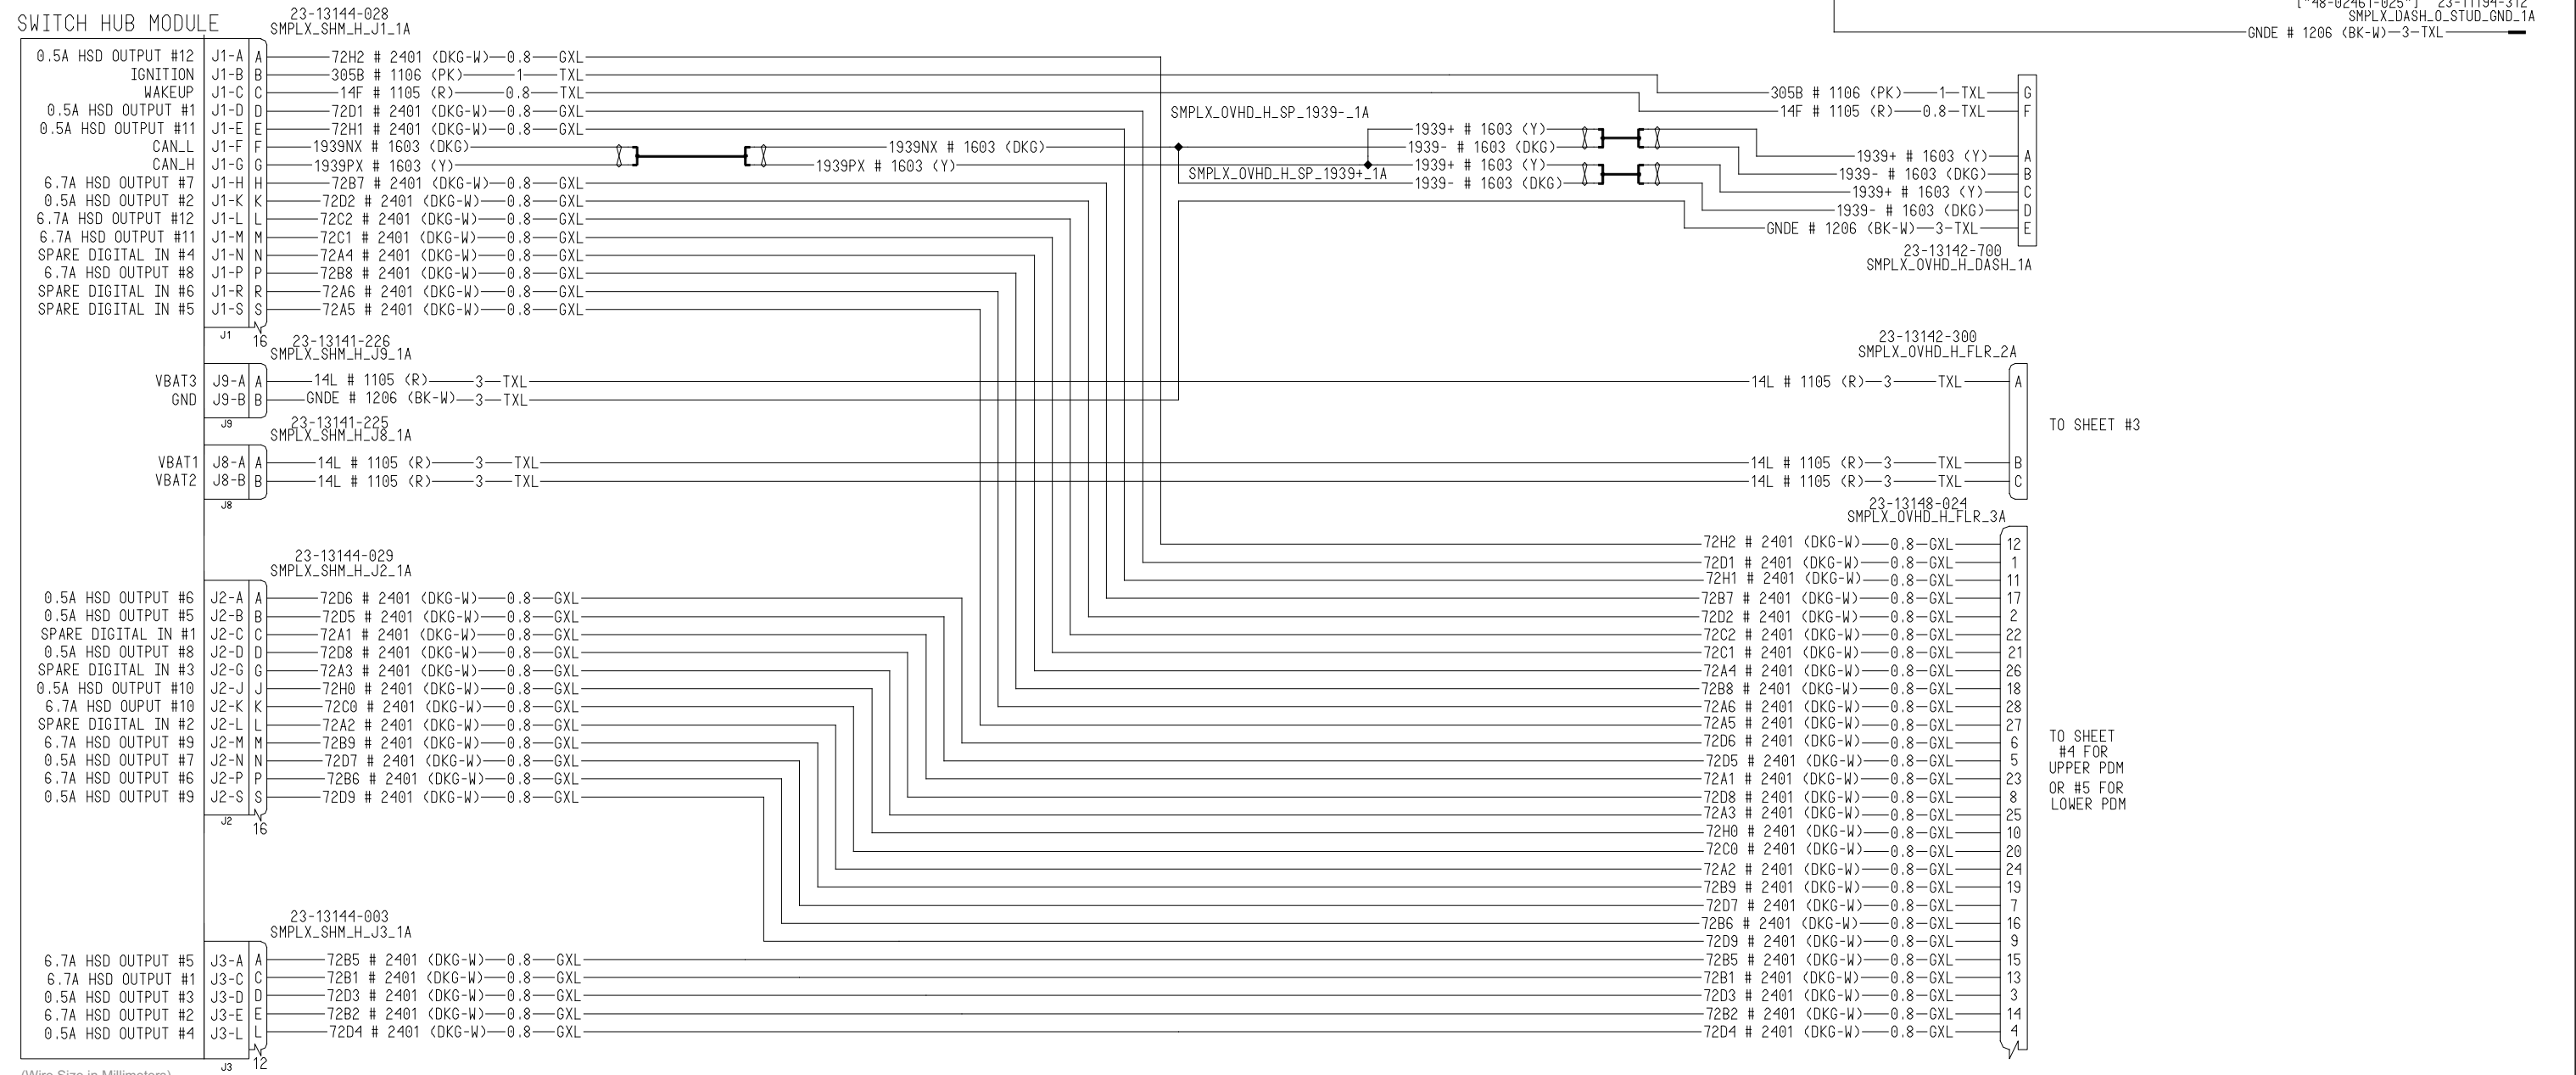 SWITCH HUB MODULE
23-13144-028
SMPLX_SHM_H_J1_1A
0.5A HSD OUTPUT #12 J1-A A 72H2 # 2401 (DKG-W) 0.8 GXL
IGNITION J1-B B 305B # 1106 (PK) 1 TXL
WAKEUP J1-C C 14F # 1105 (R) 0.8 TXL
0.5A HSD OUTPUT #1 J1-D D 72D1 # 2401 (DKG-W) 0.8 GXL
0.5A HSD OUTPUT #11 J1-E E 72H1 # 2401 (DKG-W) 0.8 GXL
CAN_L J1-F F 1939NX # 1603 (DKG) 1939NX # 1603 (DKG)
CAN_H J1-G G 1939PX # 1603 (Y) 1939PX # 1603 (Y)
6.7A HSD OUTPUT #7 J1-H H 72B7 # 2401 (DKG-W) 0.8 GXL
0.5A HSD OUTPUT #2 J1-K K 72D2 # 2401 (DKG-W) 0.8 GXL
6.7A HSD OUTPUT #12 J1-L L 72C2 # 2401 (DKG-W) 0.8 GXL
6.7A HSD OUTPUT #11 J1-M M 72C1 # 2401 (DKG-W) 0.8 GXL
SPARE DIGITAL IN #4 J1-N N 72A4 # 2401 (DKG-W) 0.8 GXL
6.7A HSD OUTPUT #8 J1-P P 72B8 # 2401 (DKG-W) 0.8 GXL
SPARE DIGITAL IN #6 J1-R R 72A6 # 2401 (DKG-W) 0.8 GXL
SPARE DIGITAL IN #5 J1-S S 72A5 # 2401 (DKG-W) 0.8 GXL
J1 16
23-13141-226
SMPLX_SHM_H_J9_1A
VBAT3 J9-A A 14L # 1105 (R) 3 TXL
GND J9-B B GNDE # 1206 (BK-W) 3 TXL
J9
23-13141-225
SMPLX_SHM_H_J8_1A
VBAT1 J8-A A 14L # 1105 (R) 3 TXL
VBAT2 J8-B B 14L # 1105 (R) 3 TXL
J8
23-13144-029
SMPLX_SHM_H_J2_1A
0.5A HSD OUTPUT #6 J2-A A 72D6 # 2401 (DKG-W) 0.8 GXL
0.5A HSD OUTPUT #5 J2-B B 72D5 # 2401 (DKG-W) 0.8 GXL
SPARE DIGITAL IN #1 J2-C C 72A1 # 2401 (DKG-W) 0.8 GXL
0.5A HSD OUTPUT #8 J2-D D 72D8 # 2401 (DKG-W) 0.8 GXL
SPARE DIGITAL IN #3 J2-G G 72A3 # 2401 (DKG-W) 0.8 GXL
0.5A HSD OUTPUT #10 J2-J J 72H0 # 2401 (DKG-W) 0.8 GXL
6.7A HSD OUPUT #10 J2-K K 72C0 # 2401 (DKG-W) 0.8 GXL
SPARE DIGITAL IN #2 J2-L L 72A2 # 2401 (DKG-W) 0.8 GXL
6.7A HSD OUTPUT #9 J2-M M 72B9 # 2401 (DKG-W) 0.8 GXL
0.5A HSD OUTPUT #7 J2-N N 72D7 # 2401 (DKG-W) 0.8 GXL
6.7A HSD OUTPUT #6 J2-P P 72B6 # 2401 (DKG-W) 0.8 GXL
0.5A HSD OUTPUT #9 J2-S S 72D9 # 2401 (DKG-W) 0.8 GXL
J2 16
23-13144-003
SMPLX_SHM_H_J3_1A
6.7A HSD OUTPUT #5 J3-A A 72B5 # 2401 (DKG-W) 0.8 GXL
6.7A HSD OUTPUT #1 J3-C C 72B1 # 2401 (DKG-W) 0.8 GXL
0.5A HSD OUTPUT #3 J3-D D 72D3 # 2401 (DKG-W) 0.8 GXL
6.7A HSD OUTPUT #2 J3-E E 72B2 # 2401 (DKG-W) 0.8 GXL
0.5A HSD OUTPUT #4 J3-L L 72D4 # 2401 (DKG-W) 0.8 GXL
J3 12
(Wire Size in Millimeters)
SMPLX_OVHD_H_SP_1939-_1A
SMPLX_OVHD_H_SP_1939+_1A
1939+ # 1603 (Y)
1939- # 1603 (DKG)
1939+ # 1603 (Y)
1939- # 1603 (DKG)
["48-02461-025"] 23-11194-312
SMPLX_DASH_O_STUD_GND_1A
GNDE # 1206 (BK-W) 3 TXL
305B # 1106 (PK) 1 TXL G
14F # 1105 (R) 0.8 TXL F
1939+ # 1603 (Y) A
1939- # 1603 (DKG) B
1939+ # 1603 (Y) C
1939- # 1603 (DKG) D
GNDE # 1206 (BK-W) 3 TXL E
23-13142-700
SMPLX_OVHD_H_DASH_1A
23-13142-300
SMPLX_OVHD_H_FLR_2A
14L # 1105 (R) 3 TXL A
TO SHEET #3
14L # 1105 (R) 3 TXL B
14L # 1105 (R) 3 TXL C
23-13148-024
SMPLX_OVHD_H_FLR_3A
72H2 # 2401 (DKG-W) 0.8 GXL 12
72D1 # 2401 (DKG-W) 0.8 GXL 1
72H1 # 2401 (DKG-W) 0.8 GXL 11
72B7 # 2401 (DKG-W) 0.8 GXL 17
72D2 # 2401 (DKG-W) 0.8 GXL 2
72C2 # 2401 (DKG-W) 0.8 GXL 22
72C1 # 2401 (DKG-W) 0.8 GXL 21
72A4 # 2401 (DKG-W) 0.8 GXL 26
72B8 # 2401 (DKG-W) 0.8 GXL 18
72A6 # 2401 (DKG-W) 0.8 GXL 28
72A5 # 2401 (DKG-W) 0.8 GXL 27
72D6 # 2401 (DKG-W) 0.8 GXL 6
72D5 # 2401 (DKG-W) 0.8 GXL 5
72A1 # 2401 (DKG-W) 0.8 GXL 23
72D8 # 2401 (DKG-W) 0.8 GXL 8
72A3 # 2401 (DKG-W) 0.8 GXL 25
72H0 # 2401 (DKG-W) 0.8 GXL 10
72C0 # 2401 (DKG-W) 0.8 GXL 20
72A2 # 2401 (DKG-W) 0.8 GXL 24
72B9 # 2401 (DKG-W) 0.8 GXL 19
72D7 # 2401 (DKG-W) 0.8 GXL 7
72B6 # 2401 (DKG-W) 0.8 GXL 16
72D9 # 2401 (DKG-W) 0.8 GXL 9
72B5 # 2401 (DKG-W) 0.8 GXL 15
72B1 # 2401 (DKG-W) 0.8 GXL 13
72D3 # 2401 (DKG-W) 0.8 GXL 3
72B2 # 2401 (DKG-W) 0.8 GXL 14
72D4 # 2401 (DKG-W) 0.8 GXL 4
TO SHEET
#4 FOR
UPPER PDM
OR #5 FOR
LOWER PDM